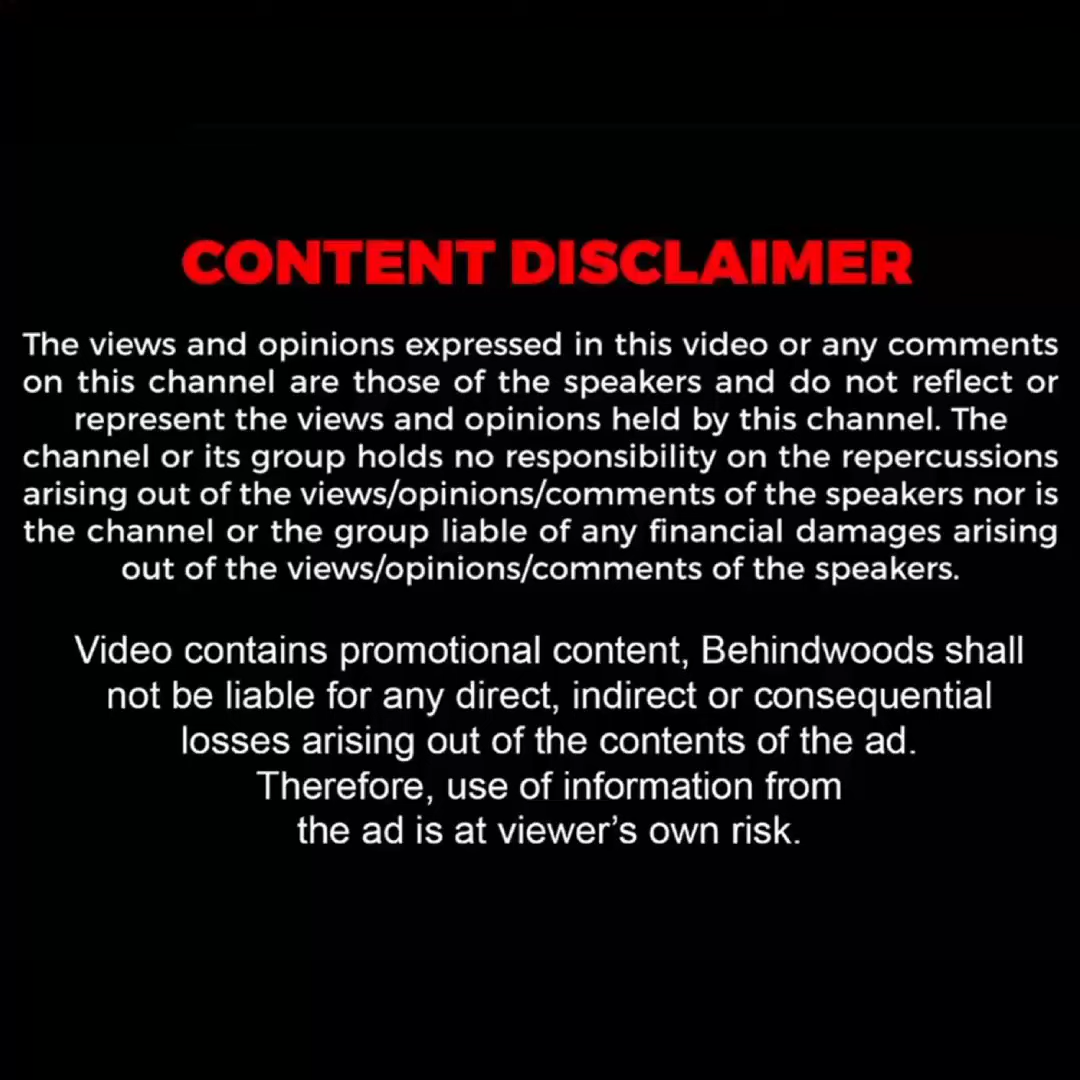 CONTENT DISCLAIMER
The views and opinions expressed in this video or any comments
on this channel are those of the speakers and do not reflect or
represent the views and opinions held by this channel. The
channel or its group holds no responsibility on the repercussions
arising out of the views/opinions/comments of the speakers nor is
the channel or the group liable of any financial damages arising
out of the views/opinions/comments of the speakers.
Video contains promotional content, Behindwoods shall
not be liable for any direct, indirect or consequential
losses arising out of the contents of the ad.
Therefore, use of information from
the ad is at viewer’s own risk.